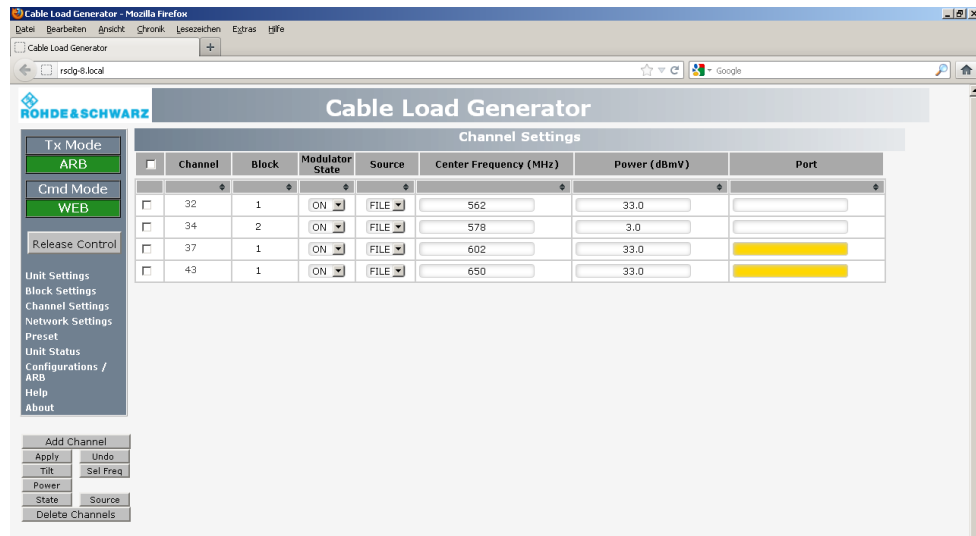 Cable Load Generator - Mozilla Firefox
Datei Bearbeiten Ansicht Chronik Lesezeichen Extras Hilfe
Cable Load Generator +
rsclg-8.local Google
ROHDE&SCHWARZ
Cable Load Generator
Channel Settings
Tx Mode
ARB
Cmd Mode
WEB
Release Control
Unit Settings
Block Settings
Channel Settings
Network Settings
Preset
Unit Status
Configurations /
ARB
Help
About
Add Channel
Apply Undo
Tilt Sel Freq
Power
State Source
Delete Channels
Channel Block Modulator State Source Center Frequency (MHz) Power (dBmV) Port
32 1 ON FILE 562 33.0
34 2 ON FILE 578 3.0
37 1 ON FILE 602 33.0
43 1 ON FILE 650 33.0